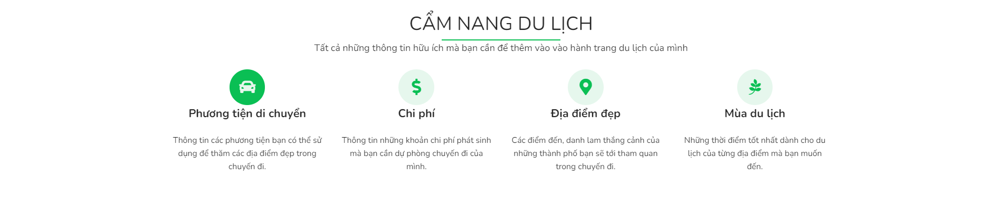 CẨM NANG DU LỊCH
Tất cả những thông tin hữu ích mà bạn cần để thêm vào vào hành trang du lịch của mình
Phương tiện di chuyển
Thông tin các phương tiện bạn có thể sử
dụng để thăm các địa điểm đẹp trong
chuyến đi.
Chi phí
Thông tin những khoản chi phí phát sinh
mà bạn cần dự phòng chuyến đi của
mình.
Địa điểm đẹp
Các điểm đến, danh lam thắng cảnh của
những thành phố bạn sẽ tới tham quan
trong chuyến đi.
Mùa du lịch
Những thời điểm tốt nhất dành cho du
lịch của từng địa điểm mà bạn muốn
đến.